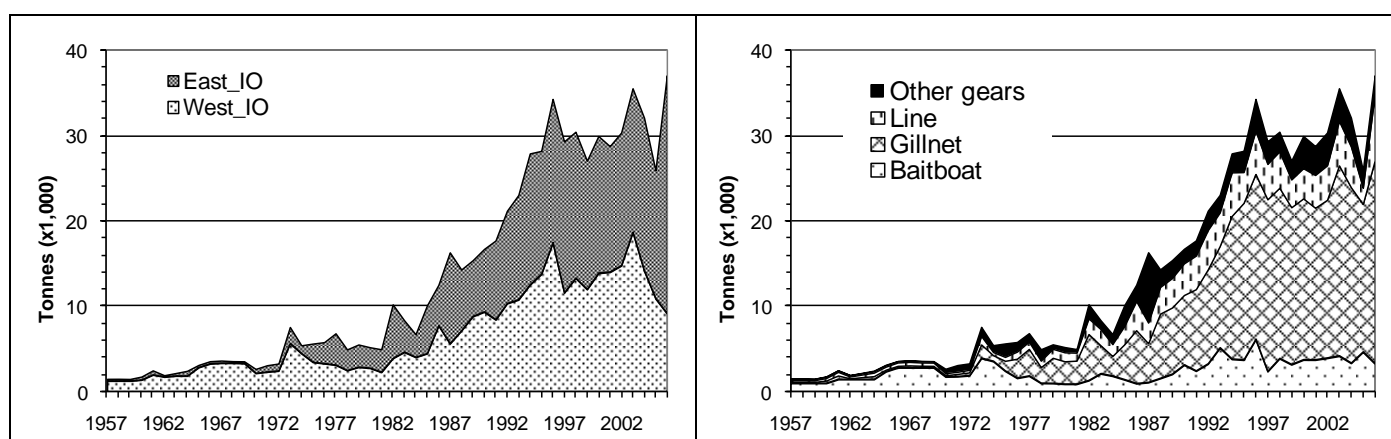 Tonnes (x1,000)
40
30
20
10
0
East_IO
West_IO
1957 1962 1967 1972 1977 1982 1987 1992 1997 2002
Tonnes (x1,000)
40
30
20
10
0
Other gears
Line
Gillnet
Baitboat
1957 1962 1967 1972 1977 1982 1987 1992 1997 2002